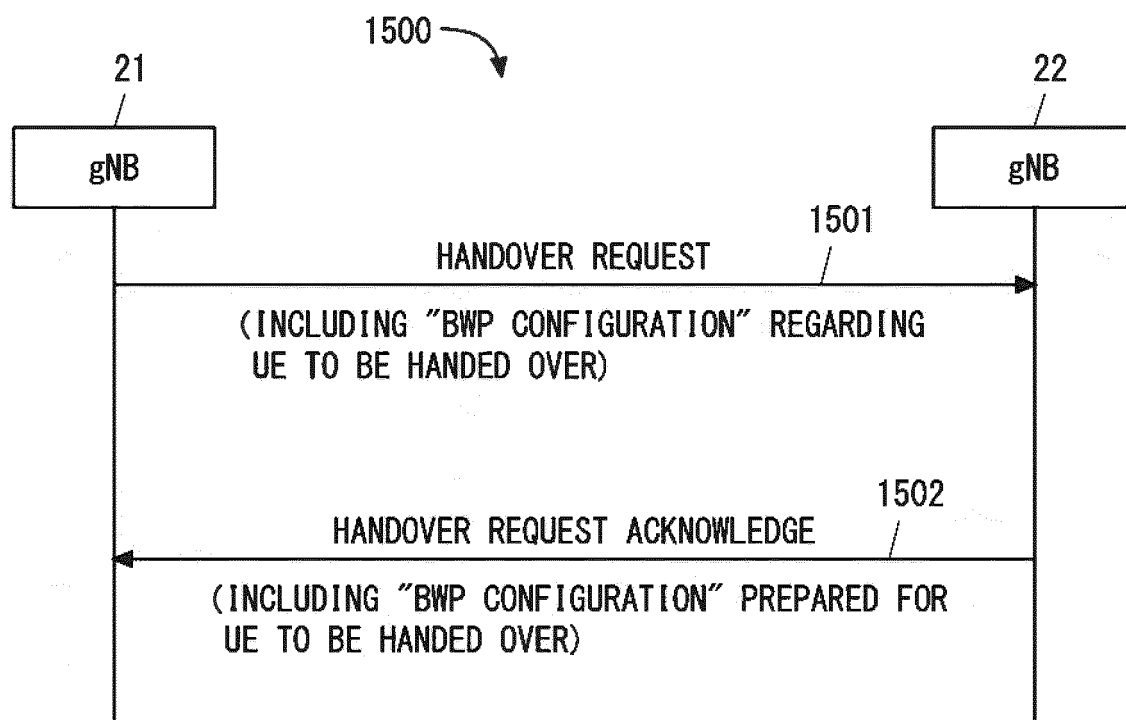 1500
21
22
gNB
gNB
1501
HANDOVER REQUEST
(INCLUDING "BWP CONFIGURATION" REGARDING
UE TO BE HANDED OVER)
1502
HANDOVER REQUEST ACKNOWLEDGE
(INCLUDING "BWP CONFIGURATION" PREPARED FOR
UE TO BE HANDED OVER)